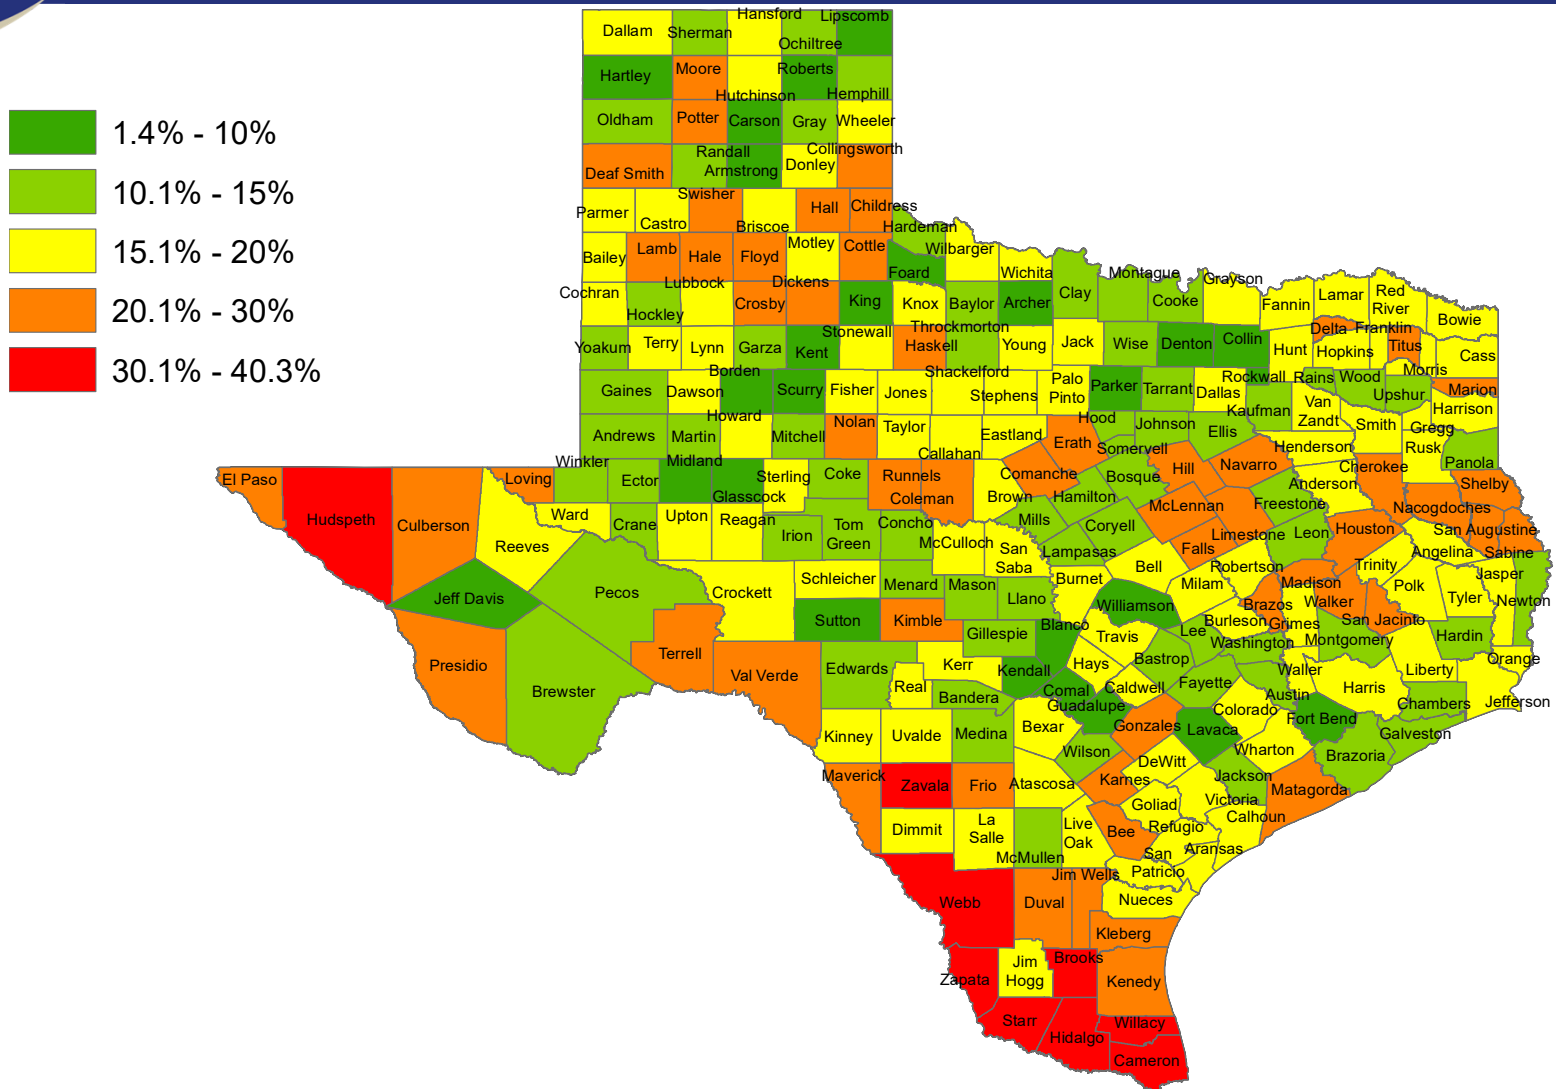 1.4% - 10%
10.1% - 15%
15.1% - 20%
20.1% - 30%
30.1% - 40.3%
Dallam
Sherman
Hansford
Ochiltree
Lipscomb
Hartley
Moore
Hutchinson
Roberts
Hemphill
Oldham
Potter
Carson
Gray
Wheeler
Deaf Smith
Randall
Armstrong
Donley
Collingsworth
Parmer
Castro
Swisher
Briscoe
Hall
Childress
Hardeman
Bailey
Lamb
Hale
Floyd
Motley
Cottle
Foard
Wilbarger
Wichita
Cochran
Hockley
Lubbock
Crosby
Dickens
King
Knox
Baylor
Archer
Clay
Montague
Cooke
Grayson
Fannin
Lamar
Red
River
Bowie
Yoakum
Terry
Lynn
Garza
Kent
Stonewall
Haskell
Throckmorton
Young
Jack
Wise
Denton
Collin
Hunt
Delta
Hopkins
Franklin
Titus
Morris
Cass
Gaines
Dawson
Borden
Scurry
Fisher
Jones
Shackelford
Stephens
Palo
Pinto
Parker
Tarrant
Dallas
Rockwall
Rains
Wood
Upshur
Marion
Harrison
Andrews
Martin
Howard
Mitchell
Nolan
Taylor
Callahan
Eastland
Erath
Hood
Somervell
Johnson
Ellis
Kaufman
Van
Zandt
Smith
Gregg
Rusk
Panola
Henderson
El Paso
Hudspeth
Culberson
Loving
Winkler
Ector
Midland
Glasscock
Sterling
Coke
Runnels
Coleman
Brown
Comanche
Hamilton
Bosque
Hill
Navarro
Anderson
Cherokee
Shelby
Nacogdoches
Freestone
Reeves
Ward
Crane
Upton
Reagan
Irion
Tom
Green
Concho
McCulloch
San
Saba
Mills
Lampasas
Coryell
McLennan
Limestone
Falls
Leon
Houston
San Augustine
Sabine
Angelina
Trinity
Jeff Davis
Pecos
Crockett
Schleicher
Menard
Mason
Llano
Burnet
Bell
Milam
Robertson
Madison
Walker
Polk
Tyler
Jasper
Newton
Sutton
Kimble
Gillespie
Blanco
Williamson
Travis
Lee
Burleson
Brazos
Grimes
Washington
Montgomery
San Jacinto
Hardin
Liberty
Orange
Presidio
Brewster
Terrell
Val Verde
Edwards
Real
Kerr
Bandera
Kendall
Hays
Comal
Guadalupe
Caldwell
Bastrop
Fayette
Austin
Waller
Harris
Chambers
Jefferson
Kinney
Uvalde
Medina
Bexar
Wilson
Gonzales
Lavaca
Colorado
Fort Bend
Wharton
Brazoria
Galveston
Maverick
Zavala
Frio
Atascosa
Karnes
DeWitt
Jackson
Matagorda
Victoria
Goliad
Calhoun
Dimmit
La
Salle
McMullen
Live
Oak
Bee
Refugio
Aransas
San
Patricio
Webb
Duval
Jim Wells
Nueces
Kleberg
Zapata
Jim
Hogg
Brooks
Kenedy
Starr
Hidalgo
Willacy
Cameron